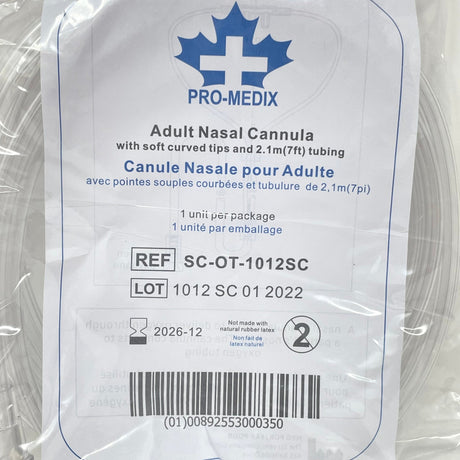 PRO-MEDIX
Adult Nasal Cannula
with soft curved tips and 2.1m(7ft) tubing
Canule Nasale pour Adulte
avec pointes souples courbées et tubulure de 2,1m(7pi)
1 unit per package
1 unité par emballage
REF SC-OT-1012SC
LOT 1012 SC 01 2022
2026-12
Not made with
natural rubber latex
Non fait de
latex naturel
2
(01)00892553000350